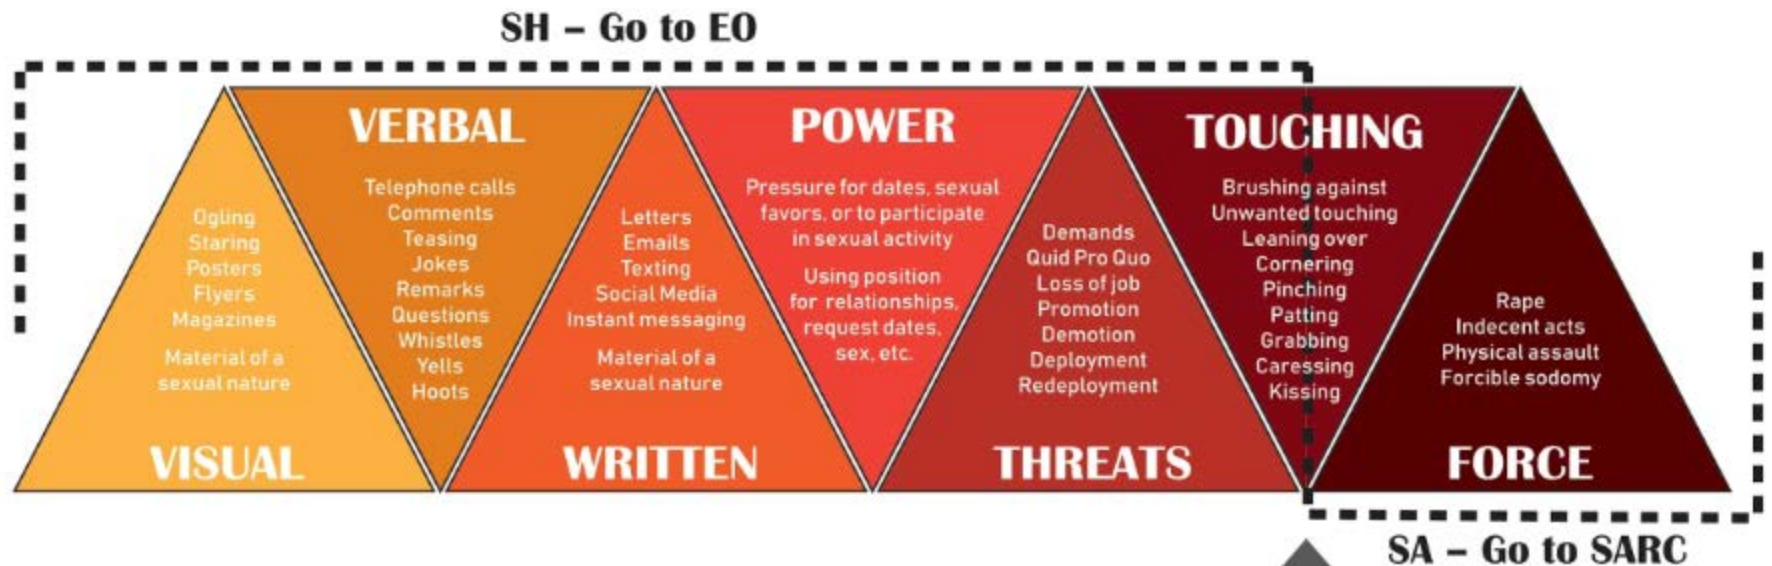 SH – Go to EO
Ogling
Staring
Posters
Flyers
Magazines
Material of a
sexual nature
VISUAL
VERBAL
Telephone calls
Comments
Teasing
Jokes
Remarks
Questions
Whistles
Yells
Hoots
Letters
Emails
Texting
Social Media
Instant messaging
Material of a
sexual nature
WRITTEN
POWER
Pressure for dates, sexual
favors, or to participate
in sexual activity
Using position
for relationships,
request dates,
sex, etc.
Demands
Quid Pro Quo
Loss of job
Promotion
Demotion
Deployment
Redeployment
THREATS
TOUCHING
Brushing against
Unwanted touching
Leaning over
Cornering
Pinching
Patting
Grabbing
Caressing
Kissing
Rape
Indecent acts
Physical assault
Forcible sodomy
FORCE
SA – Go to SARC